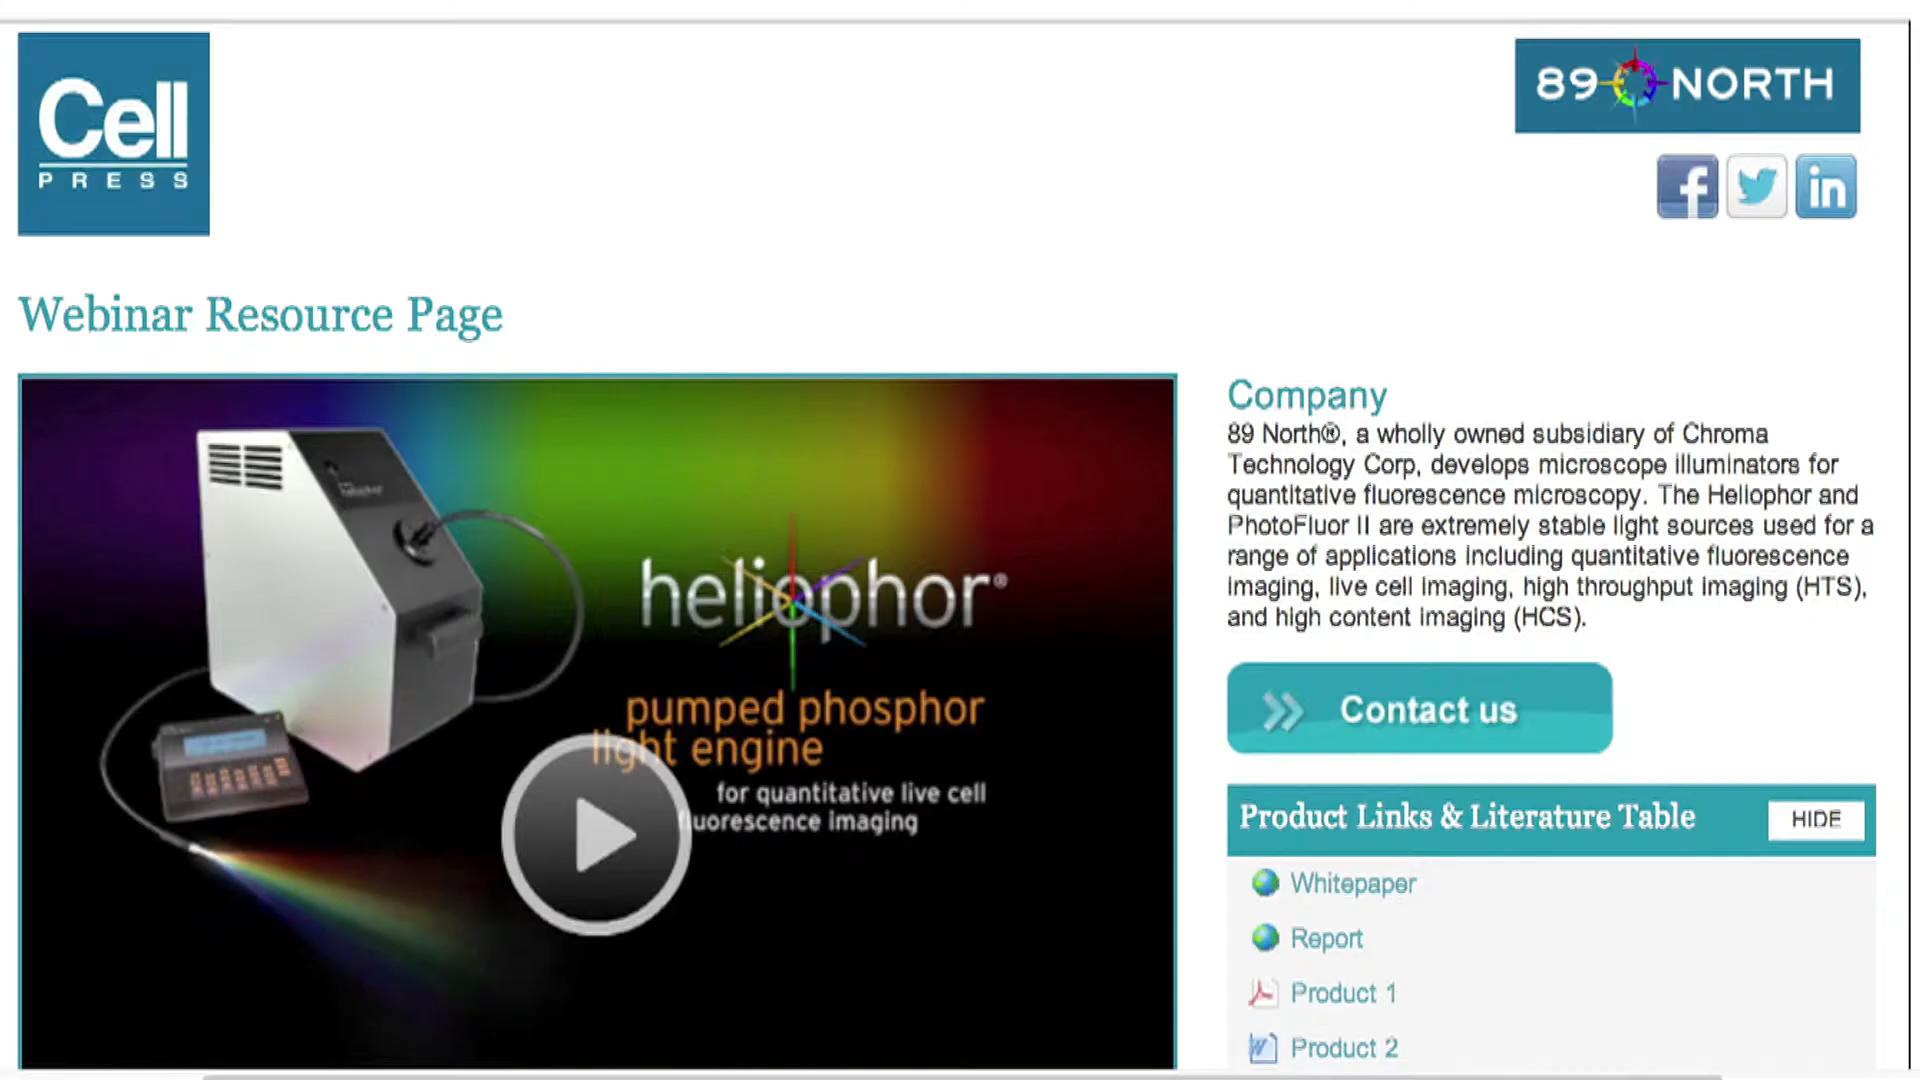 Cell
PRESS
89 NORTH
Webinar Resource Page
heliophor®
pumped phosphor
light engine
for quantitative live cell
fluorescence imaging
Company
89 North®, a wholly owned subsidiary of Chroma
Technology Corp, develops microscope illuminators for
quantitative fluorescence microscopy. The Heliophor and
PhotoFluor II are extremely stable light sources used for a
range of applications including quantitative fluorescence
imaging, live cell imaging, high throughput imaging (HTS),
and high content imaging (HCS).
Contact us
Product Links & Literature Table
HIDE
Whitepaper
Report
Product 1
Product 2